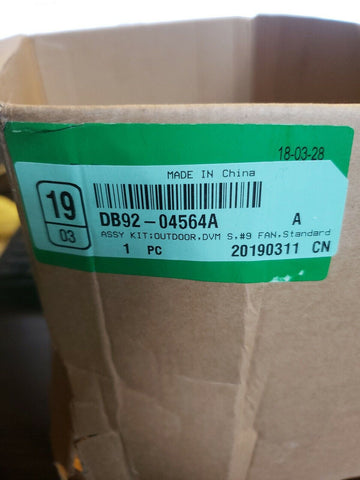 18-03-28
MADE IN China
19
03
DB92-04564A A
ASSY KIT:OUTDOOR,DVM S,#9 FAN,Standard
1 PC 20190311 CN